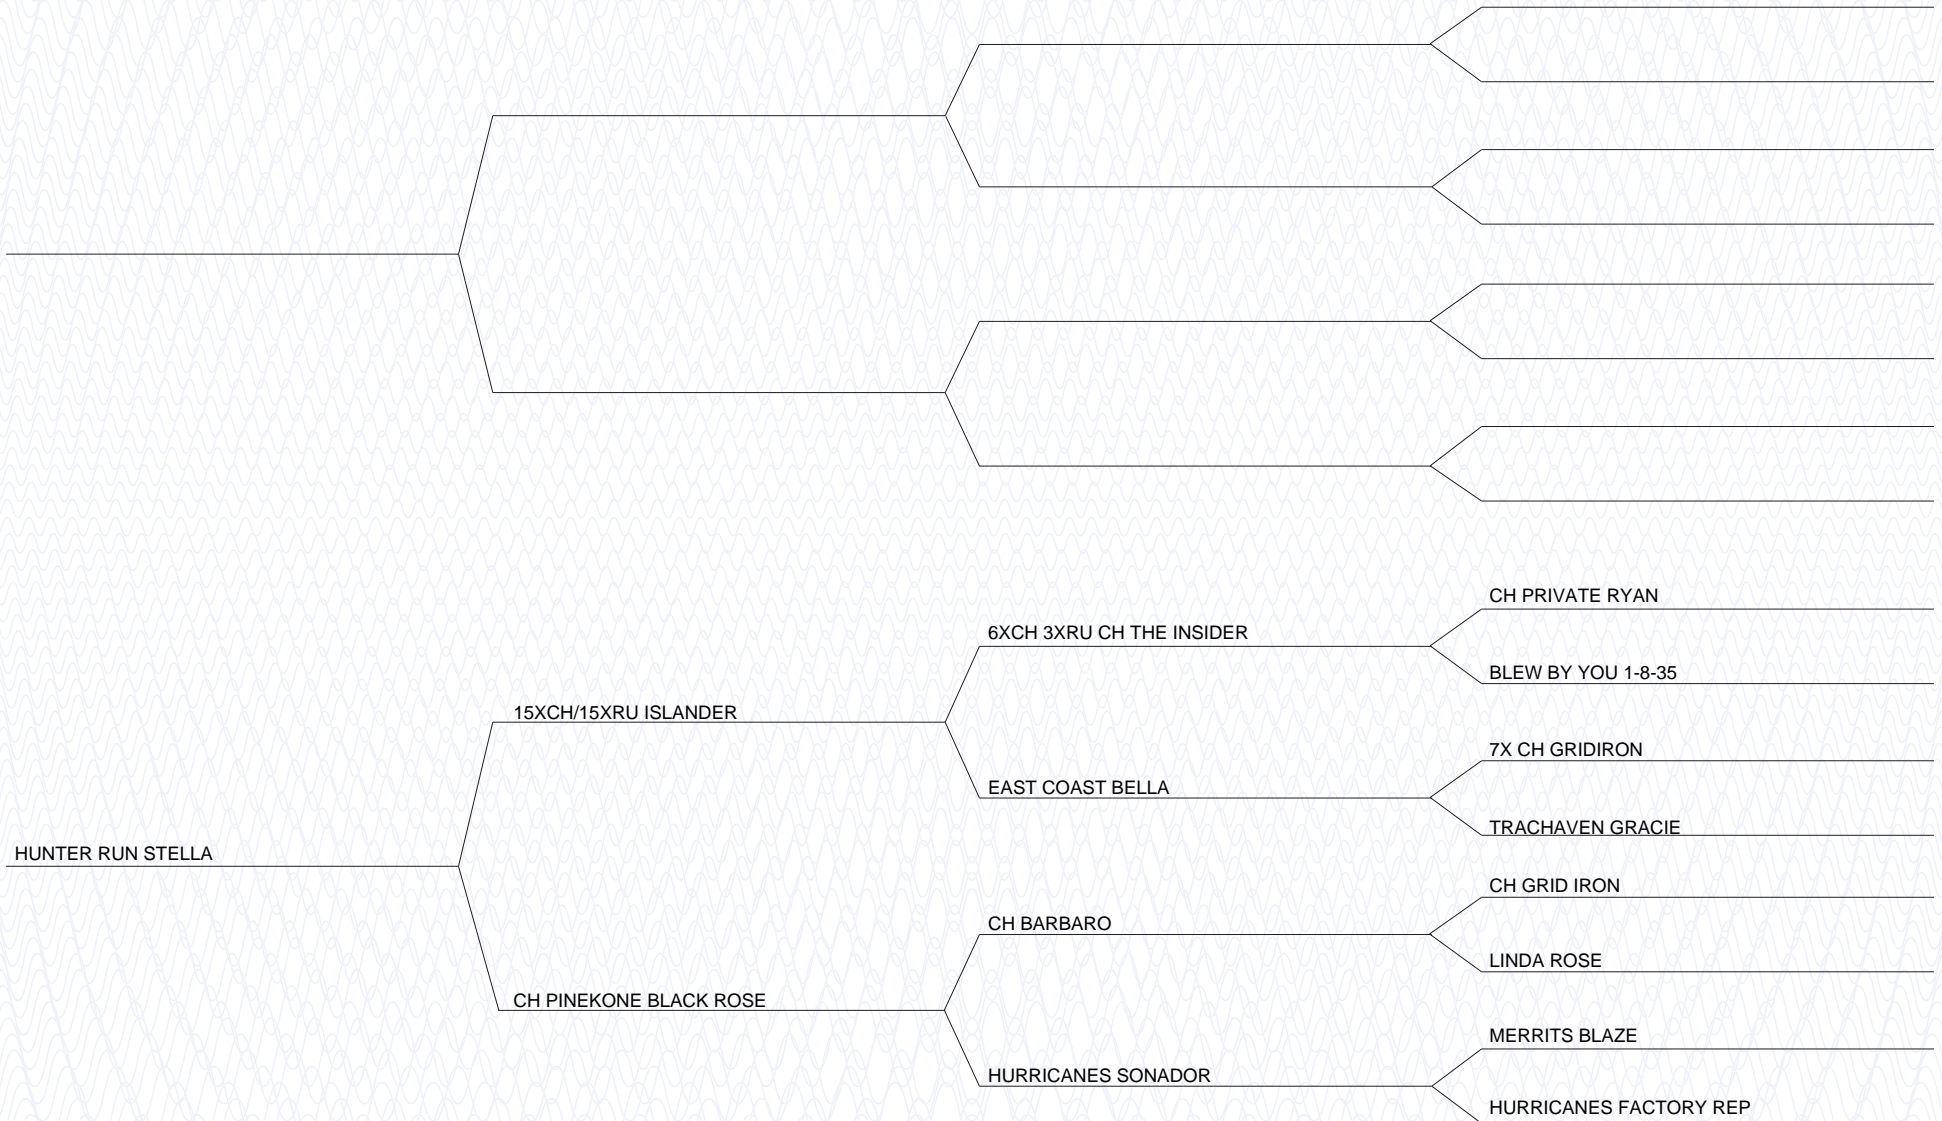 CH PRIVATE RYAN
6XCH 3XRU CH THE INSIDER
BLEW BY YOU 1-8-35
15XCH/15XRU ISLANDER
7X CH GRIDIRON
EAST COAST BELLA
TRACHAVEN GRACIE
HUNTER RUN STELLA
CH GRID IRON
CH BARBARO
LINDA ROSE
CH PINEKONE BLACK ROSE
MERRITS BLAZE
HURRICANES SONADOR
HURRICANES FACTORY REP